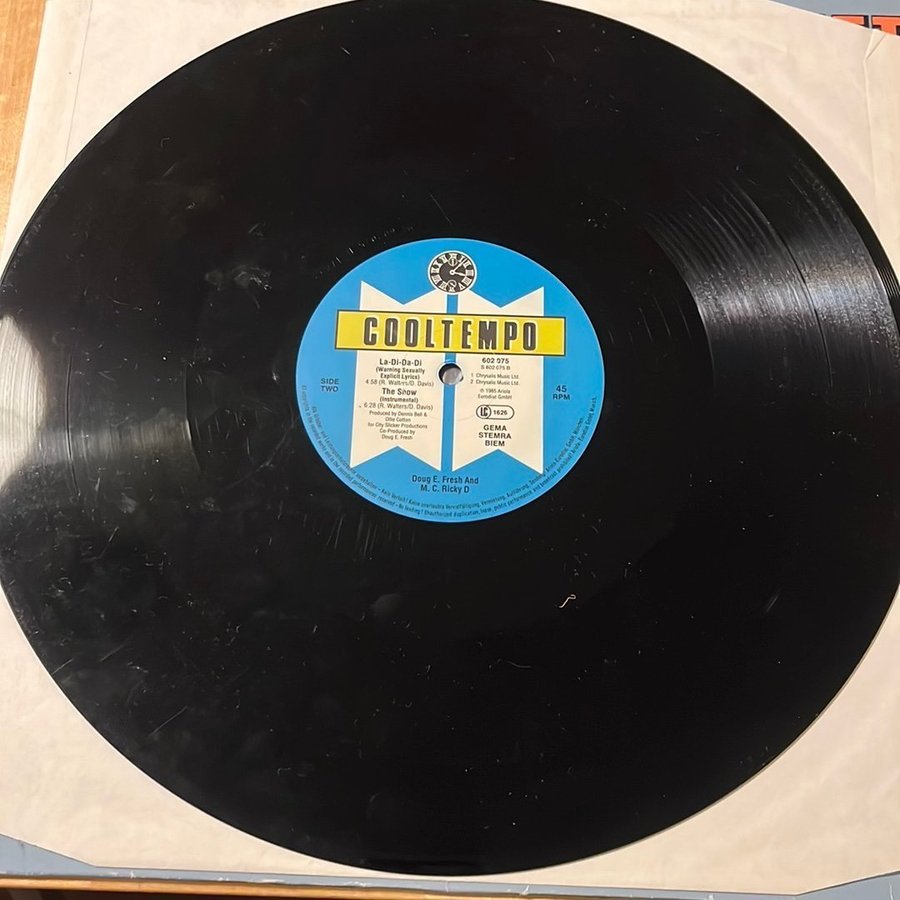 COOLTEMPO
La-Di-Da-Di
(Warning Sexually
Explicit Lyrics)
4:58 (R. Walters/D. Davis)
The Show
(Instrumental)
6:28 (R. Walters/D. Davis)
Produced by Dennis Bell &
Ollie Cotton
for City Slicker Productions
Co-Produced by
Doug E. Fresh
SIDE
TWO
602 075
S 602 075 B
1 Chrysalis Music Ltd.
2 Chrysalis Music Ltd.
℗ 1985 Ariola
Eurodisc GmbH
LC 1626
GEMA
STEMRA
BIEM
45
RPM
Doug E. Fresh And
M. C. Ricky D